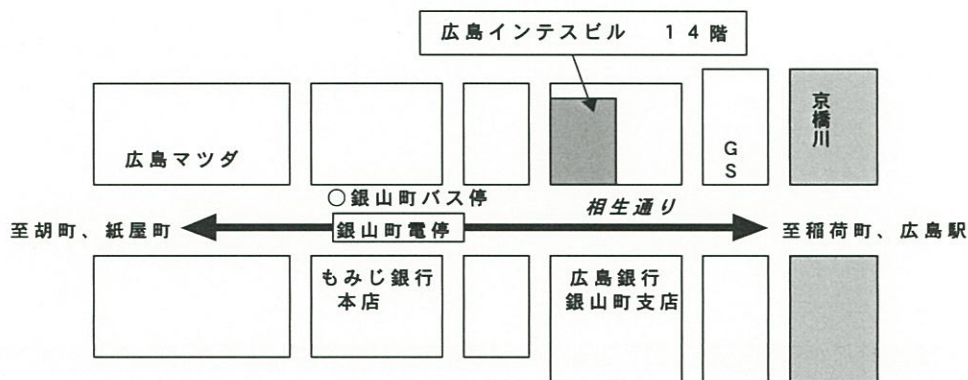 広島インテスビル　14階
広島マツダ
GS
京橋川
○銀山町バス停
相生通り
至胡町、紙屋町
銀山町電停
至稲荷町、広島駅
もみじ銀行
本店
広島銀行
銀山町支店